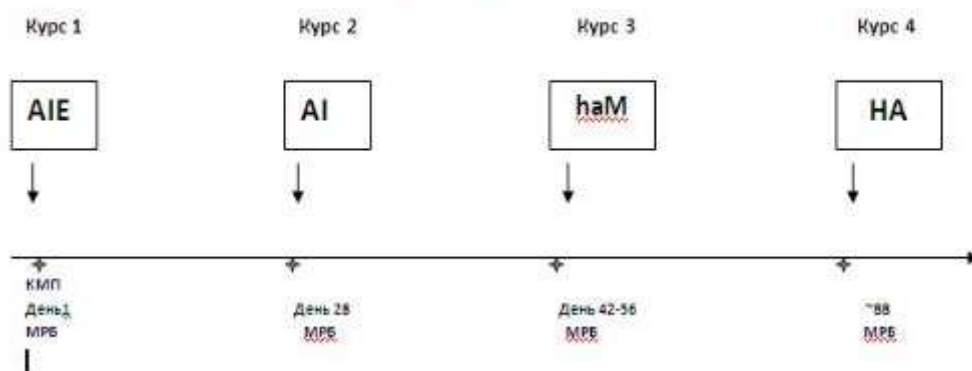 Курс 1 Курс 2 Курс 3 Курс 4
AIE AI haM HA
КМП
День1 День 28 День 42-56 ~88
МРБ МРБ МРБ МРБ